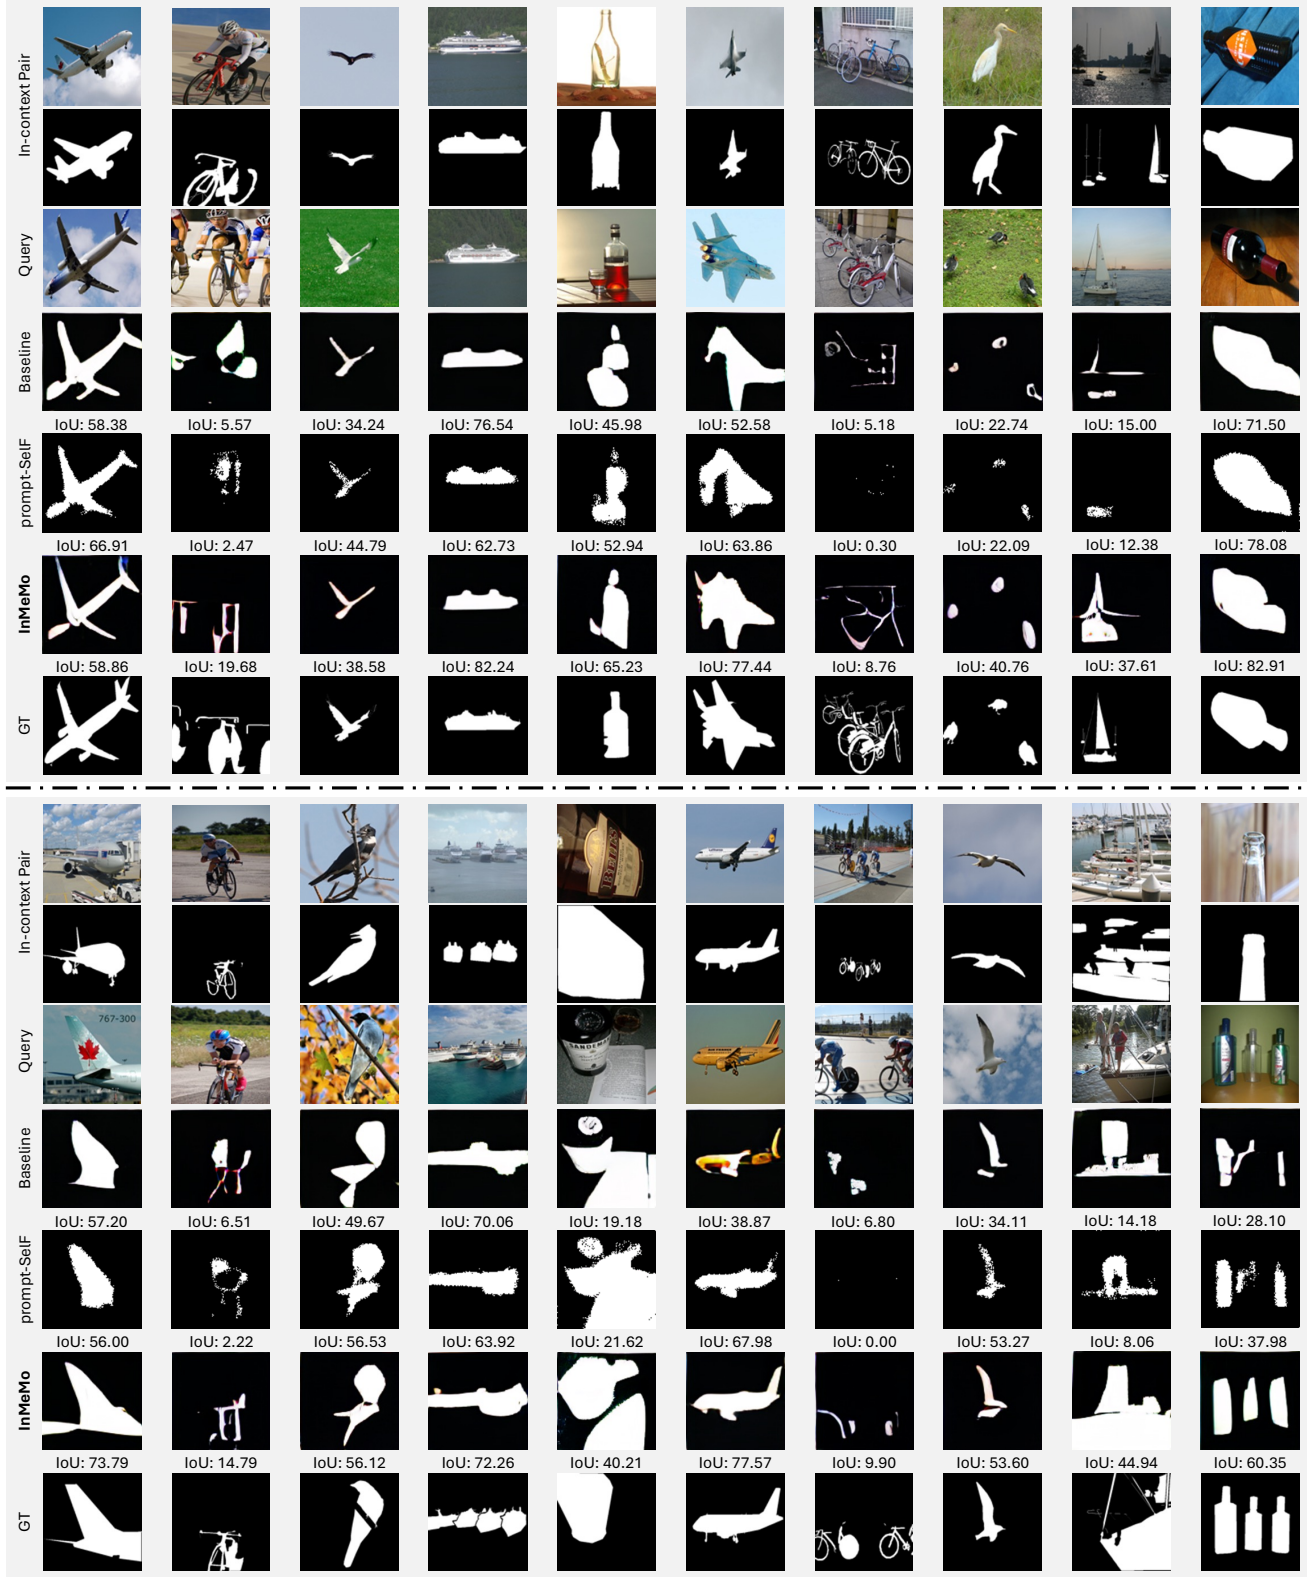 In-context Pair
Query
Baseline
IoU: 58.38 IoU: 5.57 IoU: 34.24 IoU: 76.54 IoU: 45.98 IoU: 52.58 IoU: 5.18 IoU: 22.74 IoU: 15.00 IoU: 71.50
prompt-SelF
IoU: 66.91 IoU: 2.47 IoU: 44.79 IoU: 62.73 IoU: 52.94 IoU: 63.86 IoU: 0.30 IoU: 22.09 IoU: 12.38 IoU: 78.08
InMeMo
IoU: 58.86 IoU: 19.68 IoU: 38.58 IoU: 82.24 IoU: 65.23 IoU: 77.44 IoU: 8.76 IoU: 40.76 IoU: 37.61 IoU: 82.91
GT
In-context Pair
Query
767-300
SANDEMA
Baseline
IoU: 57.20 IoU: 6.51 IoU: 49.67 IoU: 70.06 IoU: 19.18 IoU: 38.87 IoU: 6.80 IoU: 34.11 IoU: 14.18 IoU: 28.10
prompt-SelF
IoU: 56.00 IoU: 2.22 IoU: 56.53 IoU: 63.92 IoU: 21.62 IoU: 67.98 IoU: 0.00 IoU: 53.27 IoU: 8.06 IoU: 37.98
InMeMo
IoU: 73.79 IoU: 14.79 IoU: 56.12 IoU: 72.26 IoU: 40.21 IoU: 77.57 IoU: 9.90 IoU: 53.60 IoU: 44.94 IoU: 60.35
GT